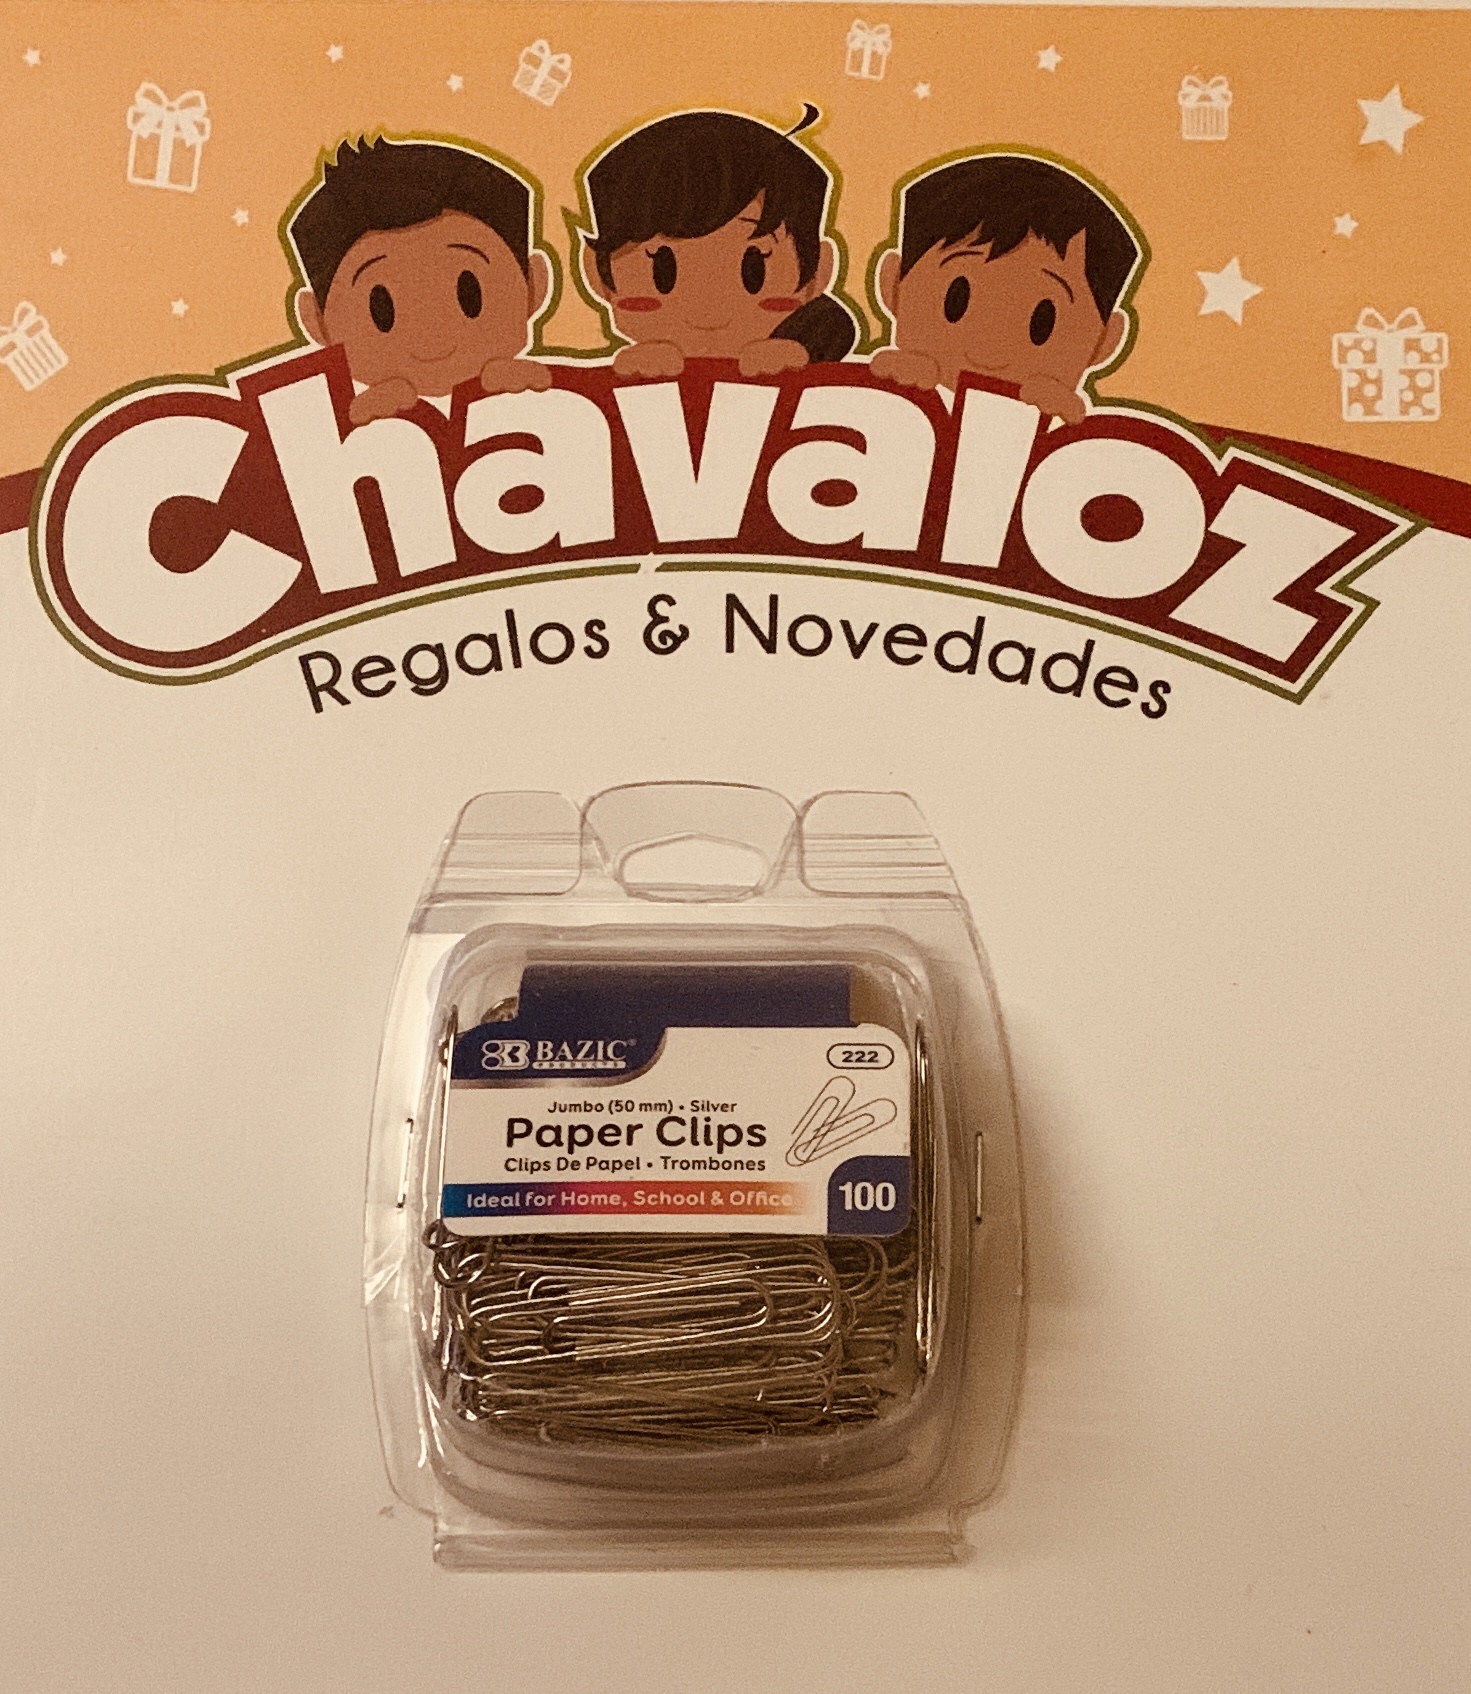 Chavaloz
Regalos & Novedades
BAZIC®
PRODUCTS
222
Jumbo (50 mm) • Silver
Paper Clips
Clips De Papel • Trombones
Ideal for Home, School & Office
100